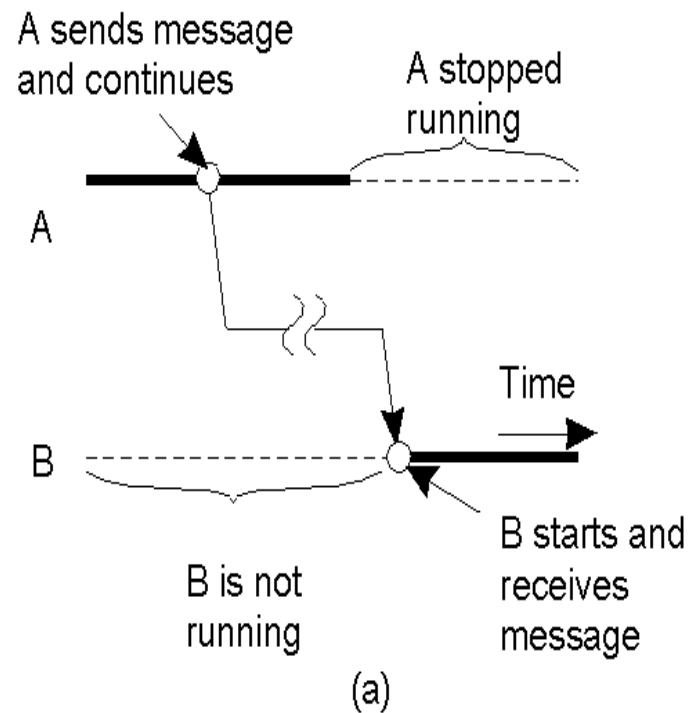 A sends message
and continues
A stopped
running
A
Time
B
B starts and
receives
message
B is not
running
(a)